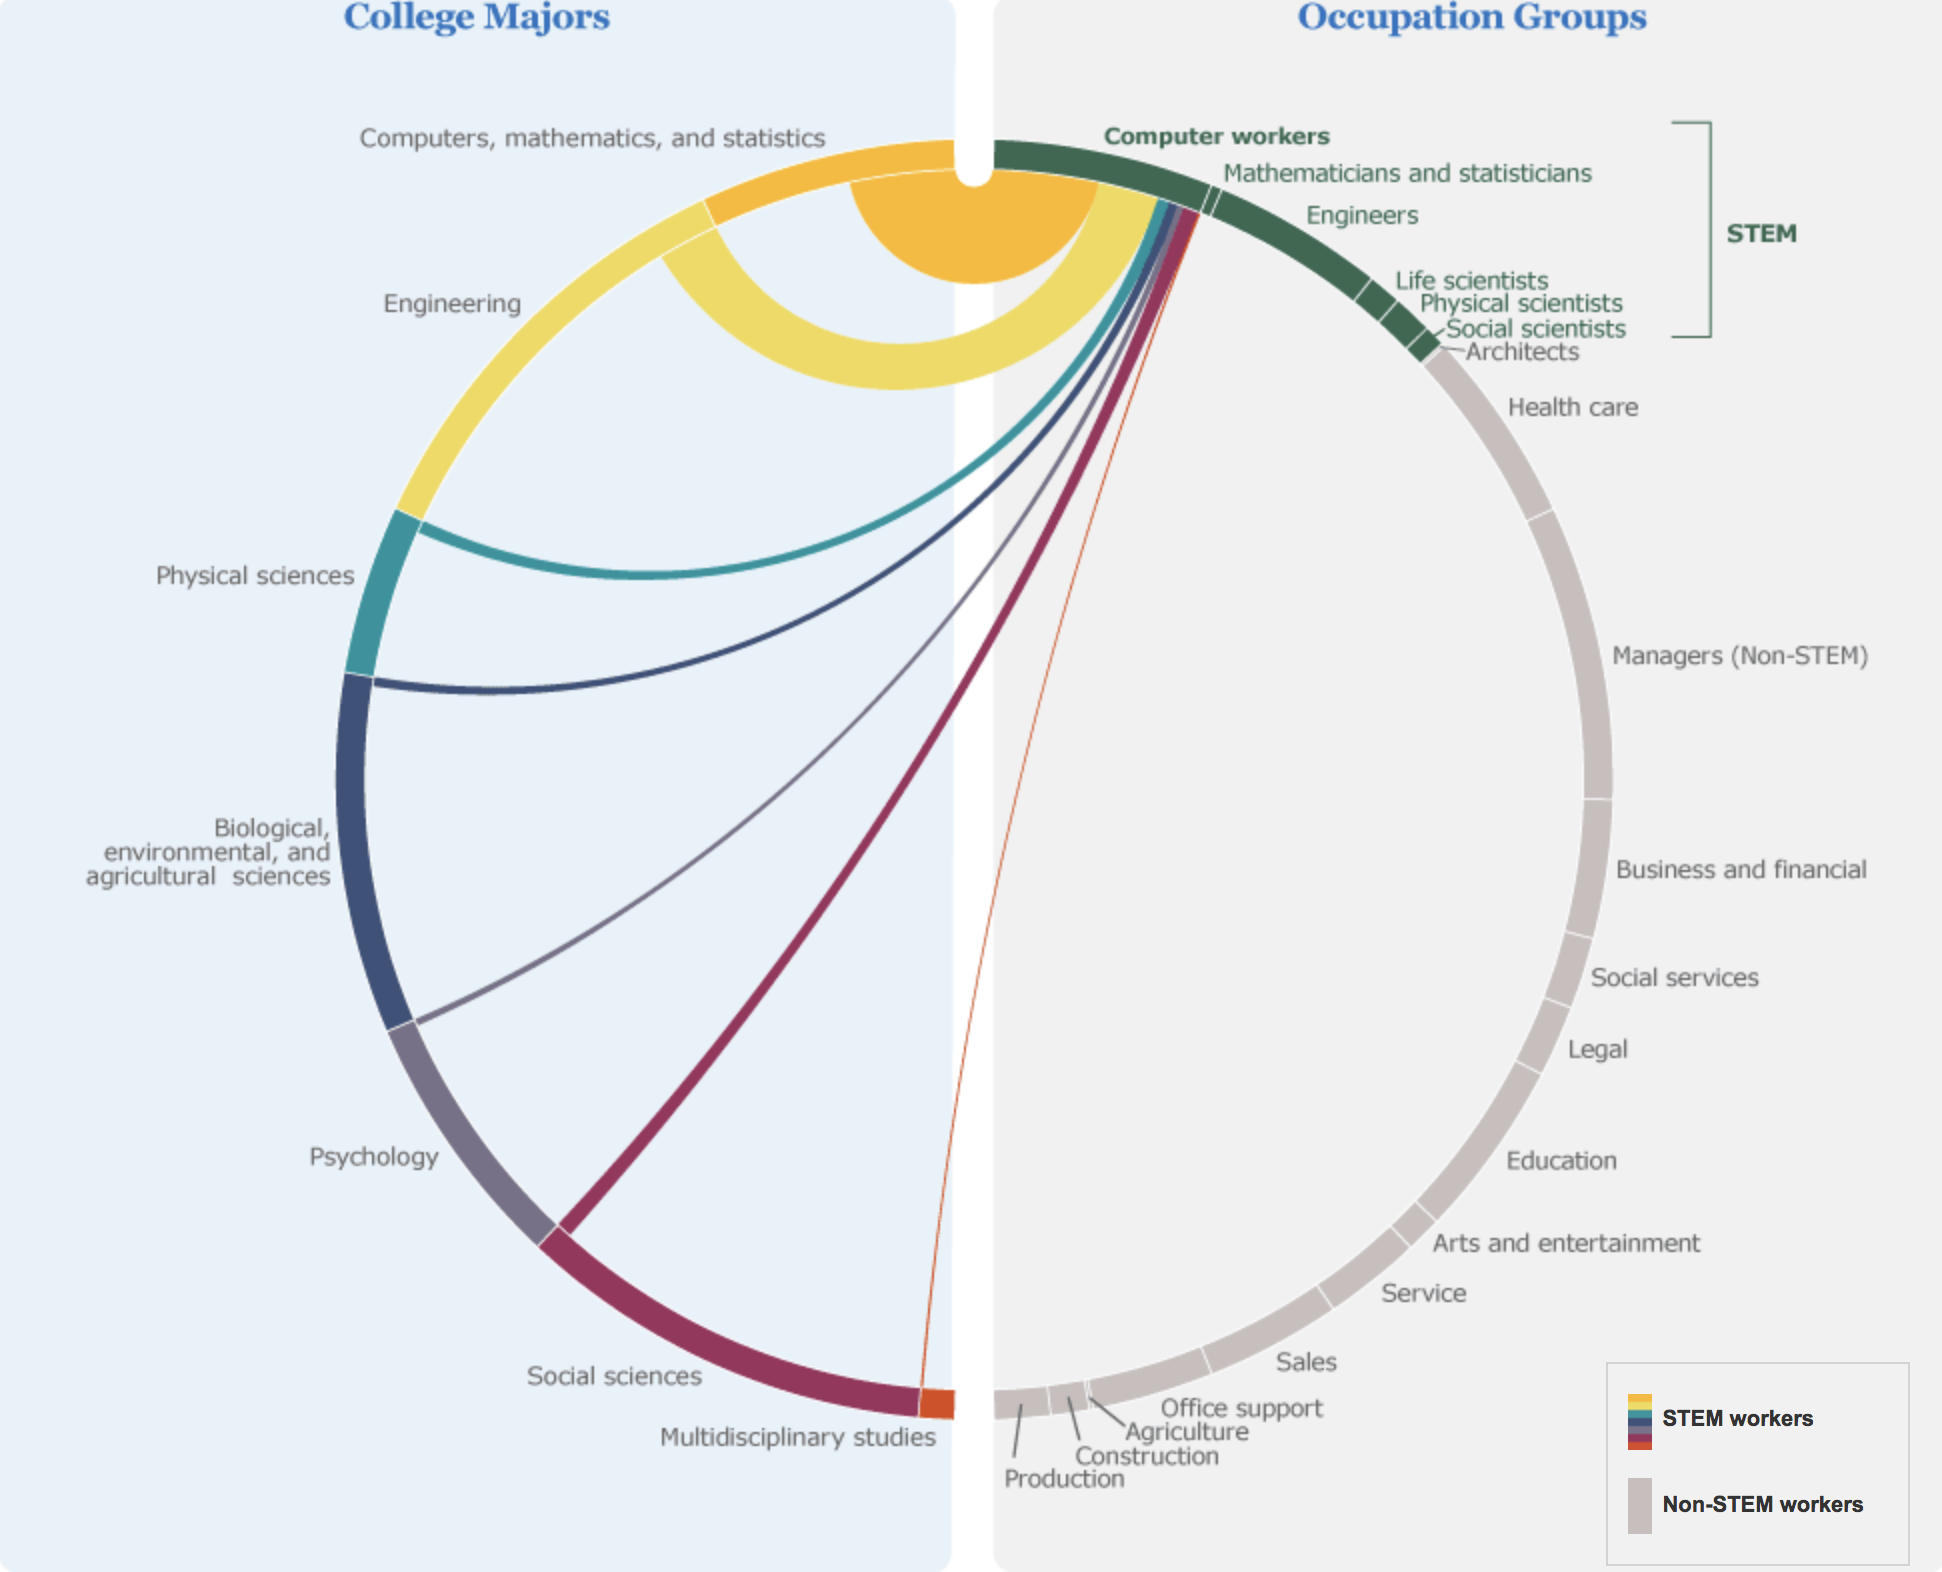 College Majors
Occupation Groups
Computers, mathematics, and statistics
Engineering
Physical sciences
Biological,
environmental, and
agricultural sciences
Psychology
Social sciences
Multidisciplinary studies
Computer workers
Mathematicians and statisticians
Engineers
Life scientists
Physical scientists
Social scientists
STEM
Architects
Health care
Managers (Non-STEM)
Business and financial
Social services
Legal
Education
Arts and entertainment
Service
Sales
Office support
Agriculture
Construction
Production
STEM workers
Non-STEM workers